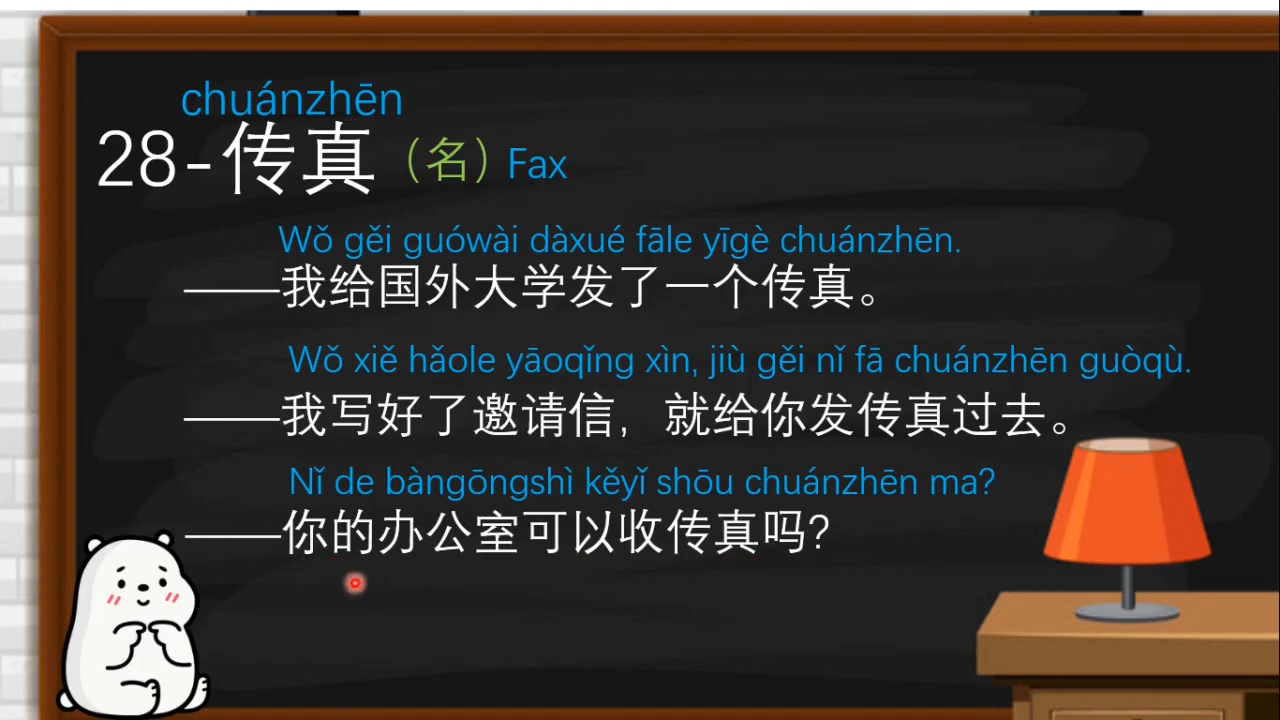 chuánzhēn
28-传真（名）Fax
Wǒ gěi guówài dàxué fāle yīgè chuánzhēn.
——我给国外大学发了一个传真。
Wǒ xiě hǎole yāoqǐng xìn, jiù gěi nǐ fā chuánzhēn guòqù.
——我写好了邀请信，就给你发传真过去。
Nǐ de bàngōngshì kěyǐ shōu chuánzhēn ma?
——你的办公室可以收传真吗?